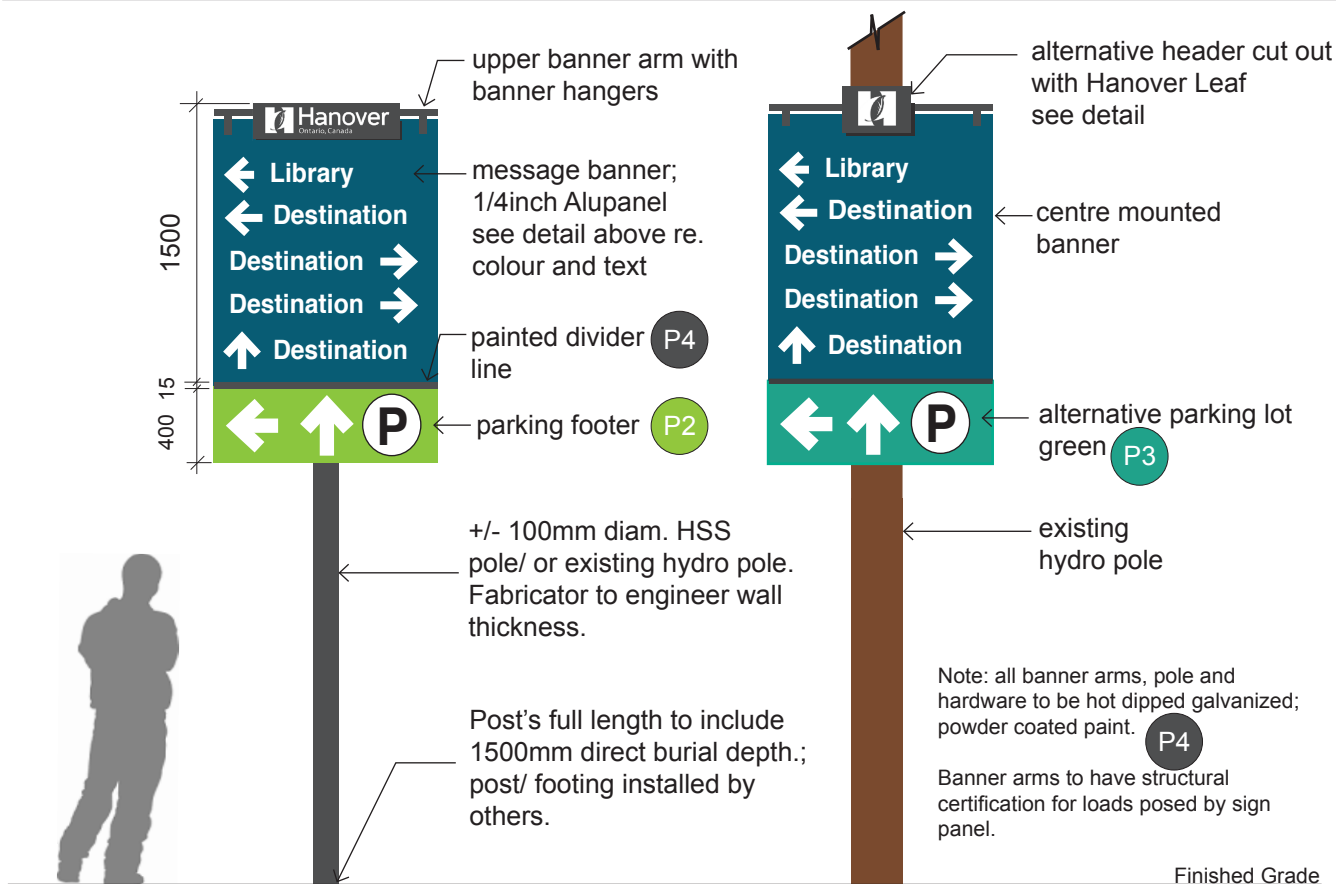 upper banner arm with
banner hangers
Hanover
Ontario, Canada
Library
Destination
Destination
Destination
Destination
P
1500
15
400
message banner;
1/4inch Alupanel
see detail above re.
colour and text
painted divider P4
line
parking footer P2
+/- 100mm diam. HSS
pole/ or existing hydro pole.
Fabricator to engineer wall
thickness.
Post's full length to include
1500mm direct burial depth.;
post/ footing installed by
others.
alternative header cut out
with Hanover Leaf
see detail
Library
Destination
Destination
Destination
Destination
P
centre mounted
banner
alternative parking lot
green P3
existing
hydro pole
Note: all banner arms, pole and
hardware to be hot dipped galvanized;
powder coated paint. P4
Banner arms to have structural
certification for loads posed by sign
panel.
Finished Grade